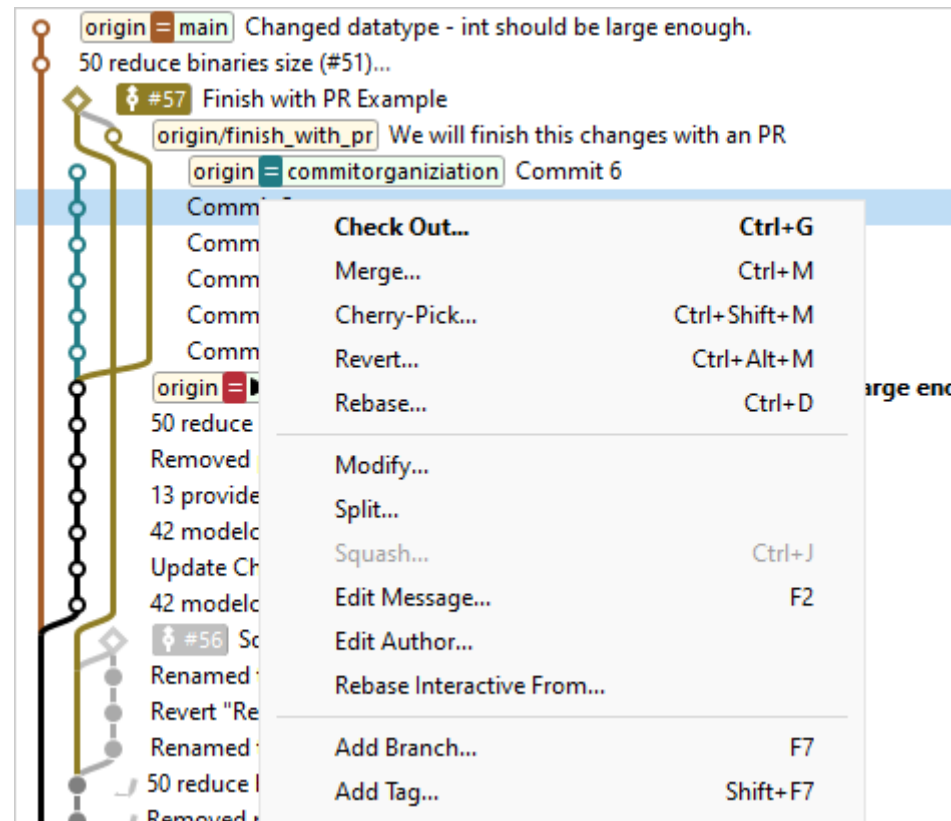 origin = main Changed datatype - int should be large enough.
50 reduce binaries size (#51)...
#57 Finish with PR Example
origin/finish_with_pr We will finish this changes with an PR
origin = commitorganiziation Commit 6
Comm
Check Out... Ctrl+G
Comm
Merge... Ctrl+M
Comm
Cherry-Pick... Ctrl+Shift+M
Comm
Revert... Ctrl+Alt+M
Comm
origin = arge eno
Rebase... Ctrl+D
50 reduce
Removed
Modify...
13 provide
Split...
42 modelc
Squash... Ctrl+J
Update Ch
Edit Message... F2
42 modelc
#56 Sc
Edit Author...
Renamed
Rebase Interactive From...
Revert "Re
Renamed
Add Branch... F7
50 reduce
Add Tag... Shift+F7
Removed